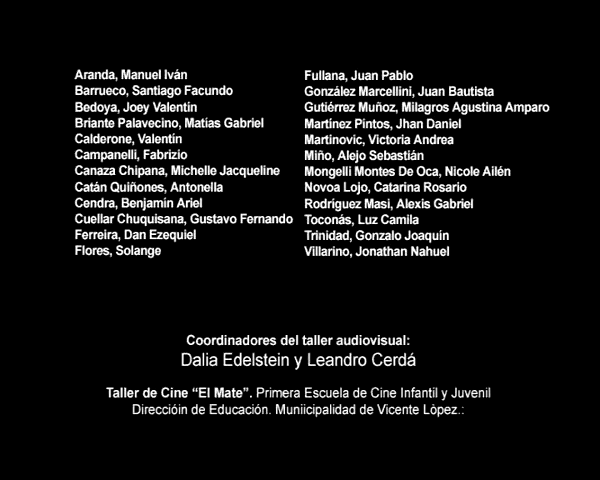 Aranda, Manuel Iván
Barrueco, Santiago Facundo
Bedoya, Joey Valentín
Briante Palavecino, Matías Gabriel
Calderone, Valentín
Campanelli, Fabrizio
Canaza Chipana, Michelle Jacqueline
Catán Quiñones, Antonella
Cendra, Benjamín Ariel
Cuellar Chuquisana, Gustavo Fernando
Ferreira, Dan Ezequiel
Flores, Solange
Fullana, Juan Pablo
González Marcellini, Juan Bautista
Gutiérrez Muñoz, Milagros Agustina Amparo
Martínez Pintos, Jhan Daniel
Martinovic, Victoria Andrea
Miño, Alejo Sebastián
Mongelli Montes De Oca, Nicole Ailén
Novoa Lojo, Catarina Rosario
Rodríguez Masi, Alexis Gabriel
Toconás, Luz Camila
Trinidad, Gonzalo Joaquín
Villarino, Jonathan Nahuel
Coordinadores del taller audiovisual:
Dalia Edelstein y Leandro Cerdá
Taller de Cine “El Mate”. Primera Escuela de Cine Infantil y Juvenil
Direccióin de Educación. Muniicipalidad de Vicente Lòpez.: